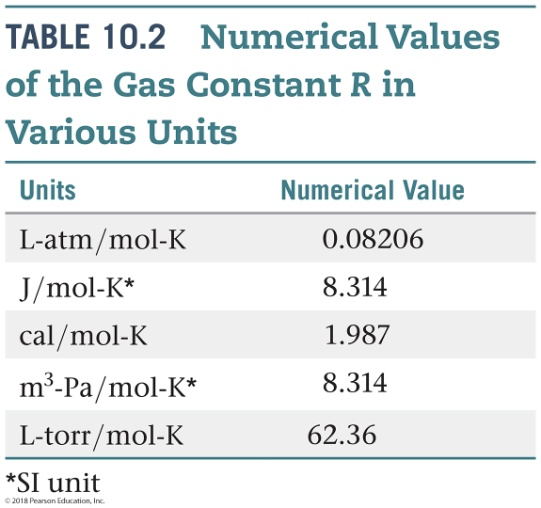 TABLE 10.2 Numerical Values
of the Gas Constant R in
Various Units
Units Numerical Value
L-atm/mol-K 0.08206
J/mol-K* 8.314
cal/mol-K 1.987
m³-Pa/mol-K* 8.314
L-torr/mol-K 62.36
*SI unit
© 2018 Pearson Education, Inc.